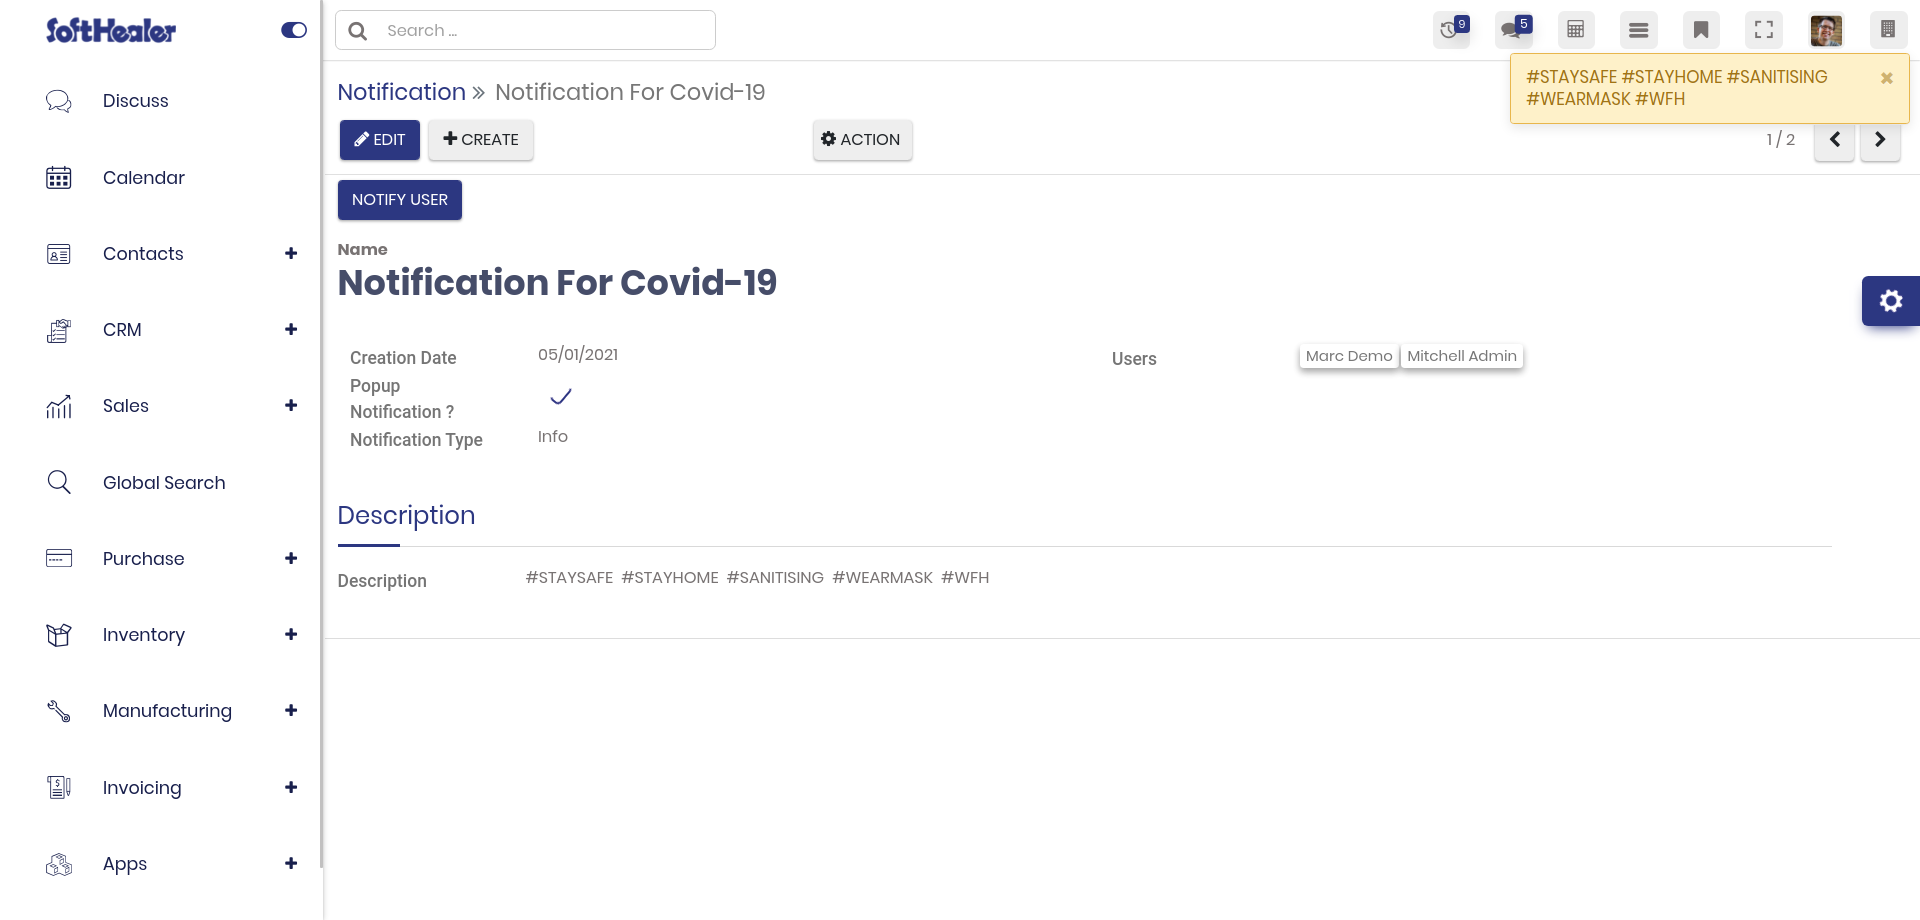 SoftHealer
Search ...
9
5
#STAYSAFE #STAYHOME #SANITISING
#WEARMASK #WFH
Discuss
Calendar
Contacts
CRM
Sales
Global Search
Purchase
Inventory
Manufacturing
Invoicing
Apps
Notification » Notification For Covid-19
EDIT
CREATE
ACTION
1 / 2
NOTIFY USER
Name
Notification For Covid-19
Creation Date 05/01/2021
Popup
Notification ?
Notification Type Info
Users Marc Demo Mitchell Admin
Description
Description #STAYSAFE #STAYHOME #SANITISING #WEARMASK #WFH